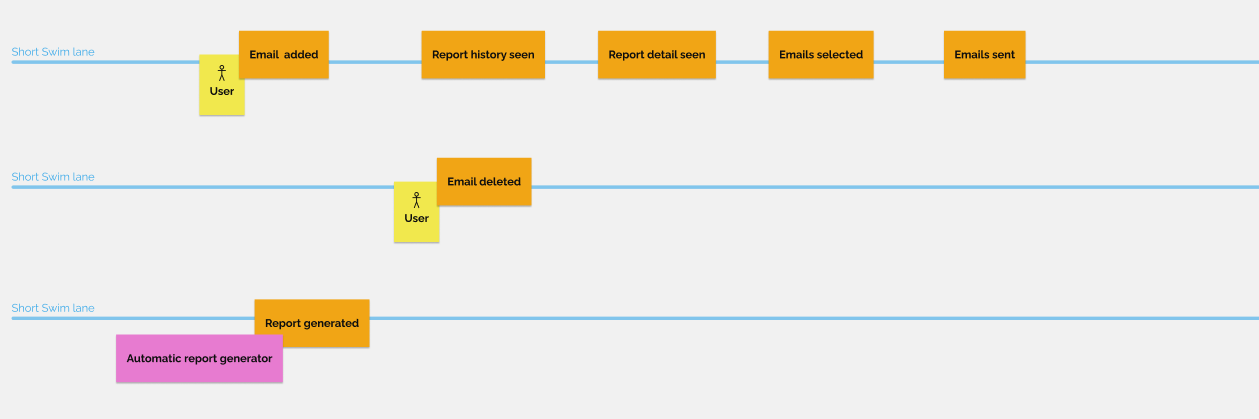 Short Swim lane
Email  added
Report history seen
Report detail seen
Emails selected
Emails sent
User
Short Swim lane
Email deleted
User
Short Swim lane
Report generated
Automatic report generator